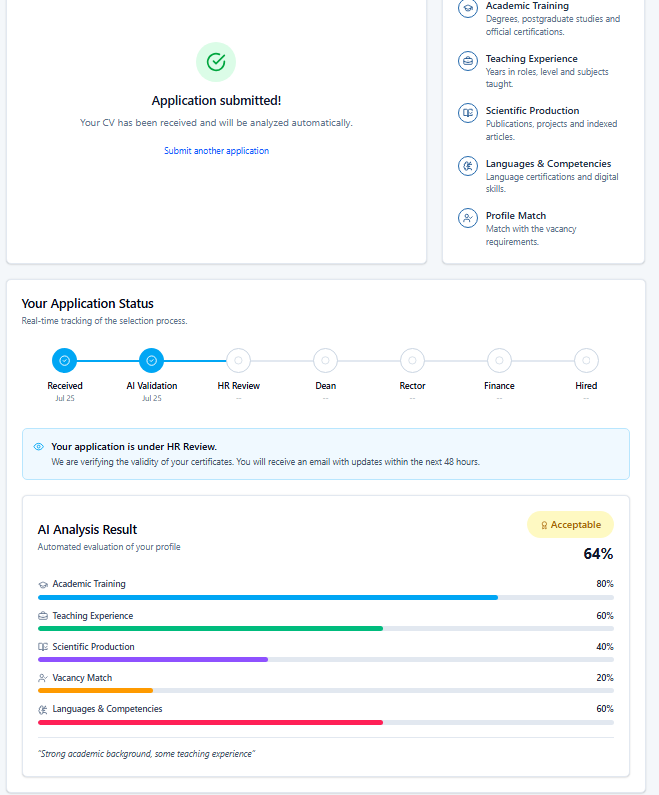 Application submitted!
Your CV has been received and will be analyzed automatically.
Submit another application
Academic Training
Degrees, postgraduate studies and
official certifications.
Teaching Experience
Years in roles, level and subjects
taught.
Scientific Production
Publications, projects and indexed
articles.
Languages & Competencies
Language certifications and digital
skills.
Profile Match
Match with the vacancy
requirements.
Your Application Status
Real-time tracking of the selection process.
Received
Jul 25
AI Validation
Jul 25
HR Review
--
Dean
--
Rector
--
Finance
--
Hired
--
Your application is under HR Review.
We are verifying the validity of your certificates. You will receive an email with updates within the next 48 hours.
AI Analysis Result
Automated evaluation of your profile
Acceptable
64%
Academic Training 80%
Teaching Experience 60%
Scientific Production 40%
Vacancy Match 20%
Languages & Competencies 60%
"Strong academic background, some teaching experience"